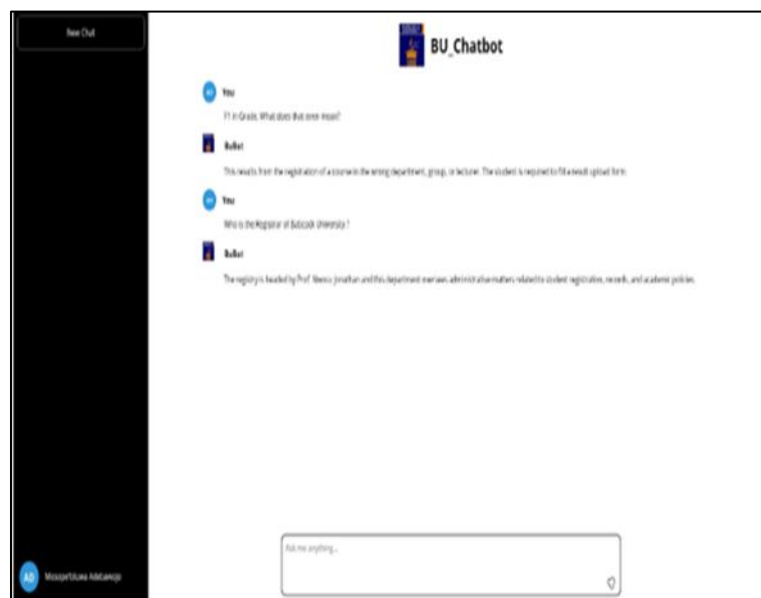 New Chat
BU_Chatbot
You
F1 in Grade. What does that even mean?
BuBot
This results from the registration of a course in the wrong department, group, or lecturer. The student is required to fill a result upload form.
You
Who is the Registrar of Babcock University ?
BuBot
The registry is headed by Prof. Jonathan and this department oversees administrative matters related to student registration, records, and academic policies.
Ask me anything...
AD